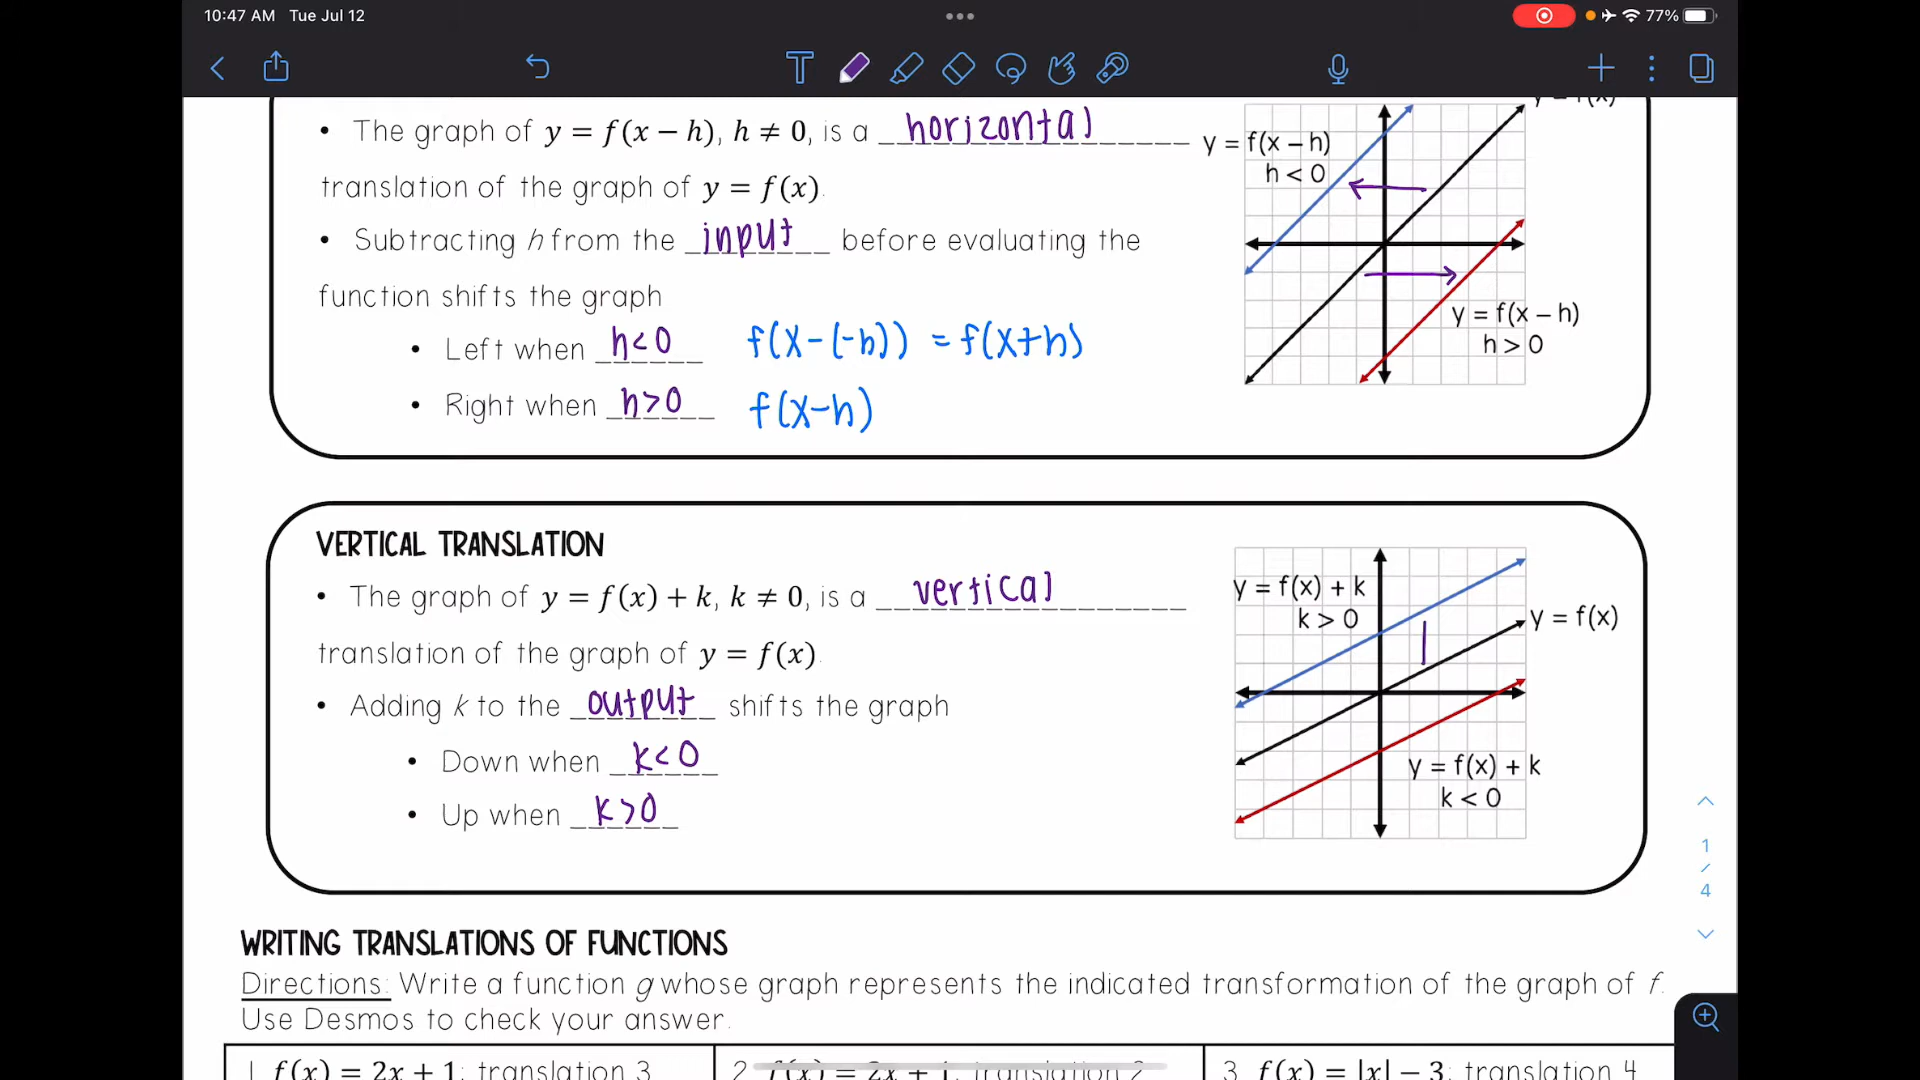 10:47 AM Tue Jul 12
77%
• The graph of y = f(x − h), h ≠ 0, is a horizontal
translation of the graph of y = f(x).
• Subtracting h from the input before evaluating the
function shifts the graph
• Left when h<0 f(x-(-h)) = f(x+h)
• Right when h>0 f(x-h)
y = f(x)
y = f(x − h)
h < 0
y = f(x − h)
h > 0
VERTICAL TRANSLATION
• The graph of y = f(x) + k, k ≠ 0, is a vertical
translation of the graph of y = f(x).
• Adding k to the output shifts the graph
• Down when k<0
• Up when k>0
y = f(x) + k
k > 0
y = f(x)
y = f(x) + k
k < 0
1
/
4
WRITING TRANSLATIONS OF FUNCTIONS
Directions: Write a function g whose graph represents the indicated transformation of the graph of f.
Use Desmos to check your answer.
1. f(x) = 2x + 1; translation 3
2. f(x) = 2x + 1; translation 2
3. f(x) = |x| − 3; translation 4